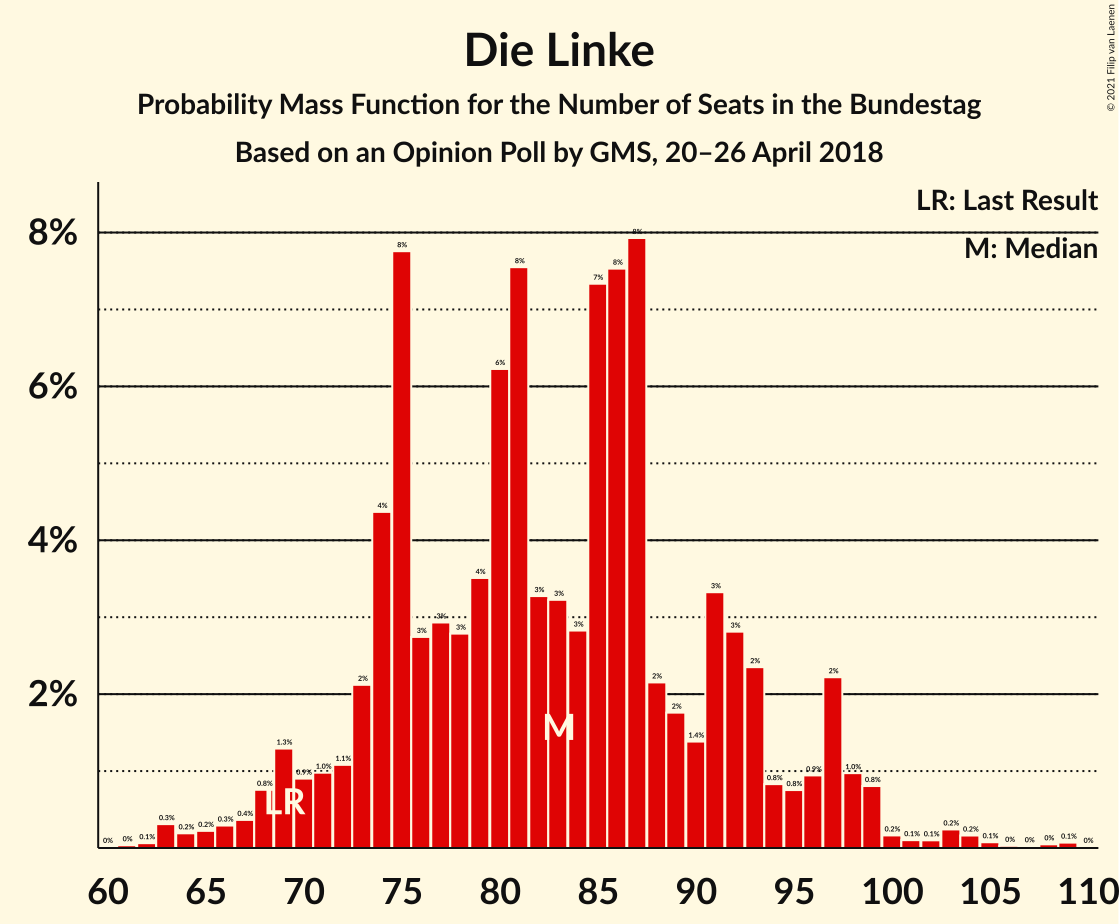 © 2021 Filip van Laenen
Die Linke
Probability Mass Function for the Number of Seats in the Bundestag
Based on an Opinion Poll by GMS, 20–26 April 2018
LR: Last Result
M: Median
8%
6%
4%
2%
0% 0% 0.1% 0.3% 0.2% 0.2% 0.3% 0.4% 0.8% 1.3% 0.9% 1.0% 1.1% 2% 4% 8% 3% 3% 3% 4% 6% 8% 3% 3% 3% 7% 8% 8% 2% 2% 1.4% 3% 3% 2% 0.8% 0.8% 0.9% 2% 1.0% 0.8% 0.2% 0.1% 0.1% 0.2% 0.2% 0.1% 0% 0% 0% 0.1% 0%
LR
M
60 65 70 75 80 85 90 95 100 105 110